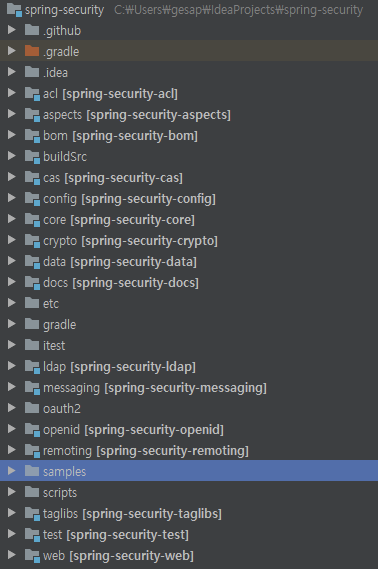 spring-security C:₩Users₩gesap₩IdeaProjects₩spring-security
.github
.gradle
.idea
acl [spring-security-acl]
aspects [spring-security-aspects]
bom [spring-security-bom]
buildSrc
cas [spring-security-cas]
config [spring-security-config]
core [spring-security-core]
crypto [spring-security-crypto]
data [spring-security-data]
docs [spring-security-docs]
etc
gradle
itest
ldap [spring-security-ldap]
messaging [spring-security-messaging]
oauth2
openid [spring-security-openid]
remoting [spring-security-remoting]
samples
scripts
taglibs [spring-security-taglibs]
test [spring-security-test]
web [spring-security-web]